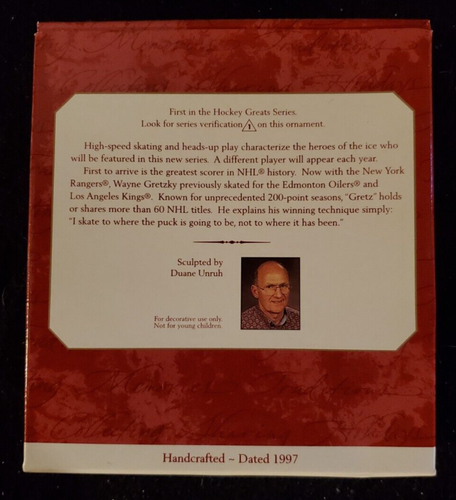 First in the Hockey Greats Series.
Look for series verification 1 on this ornament.
High-speed skating and heads-up play characterize the heroes of the ice who
will be featured in this new series. A different player will appear each year.
First to arrive is the greatest scorer in NHL® history. Now with the New York
Rangers®, Wayne Gretzky previously skated for the Edmonton Oilers® and
Los Angeles Kings®. Known for unprecedented 200-point seasons, "Gretz" holds
or shares more than 60 NHL titles. He explains his winning technique simply:
"I skate to where the puck is going to be, not to where it has been."
Sculpted by
Duane Unruh
For decorative use only.
Not for young children.
Handcrafted ~ Dated 1997